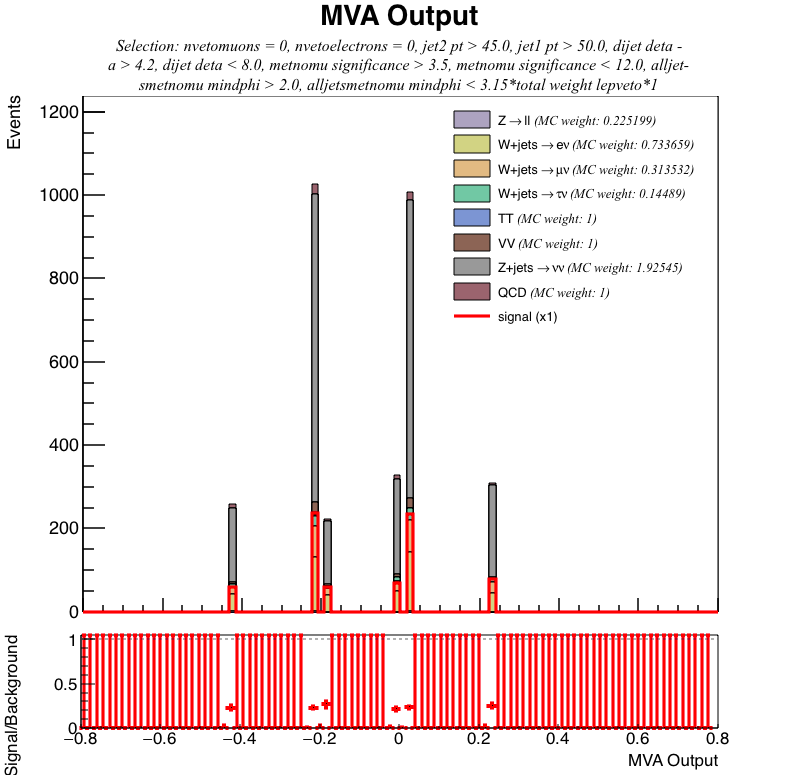 MVA Output
Selection: nvetomuons = 0, nvetoelectrons = 0, jet2 pt > 45.0, jet1 pt > 50.0, dijet deta -
a > 4.2, dijet deta < 8.0, metnomu significance > 3.5, metnomu significance < 12.0, alljet-
smetnomu mindphi > 2.0, alljetsmetnomu mindphi < 3.15*total weight lepveto*1
Events
1200
1000
800
600
400
200
0
Z→ll (MC weight: 0.225199)
W+jets→eν (MC weight: 0.733659)
W+jets→μν (MC weight: 0.313532)
W+jets→τν (MC weight: 0.14489)
TT (MC weight: 1)
VV (MC weight: 1)
Z+jets→νν (MC weight: 1.92545)
QCD (MC weight: 1)
signal (x1)
Signal/Background
1
0.5
0
−0.8 −0.6 −0.4 −0.2 0 0.2 0.4 0.6 0.8
MVA Output